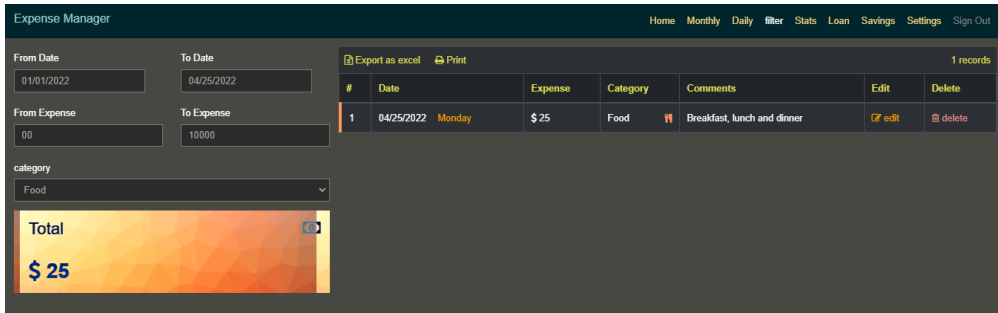 Expense Manager Home Monthly Daily filter Stats Loan Savings Settings Sign Out
From Date To Date
01/01/2022 04/25/2022
From Expense To Expense
00 10000
category
Food
Total
$ 25
Export as excel Print 1 records
# Date Expense Category Comments Edit Delete
1 04/25/2022 Monday $ 25 Food Breakfast, lunch and dinner edit delete